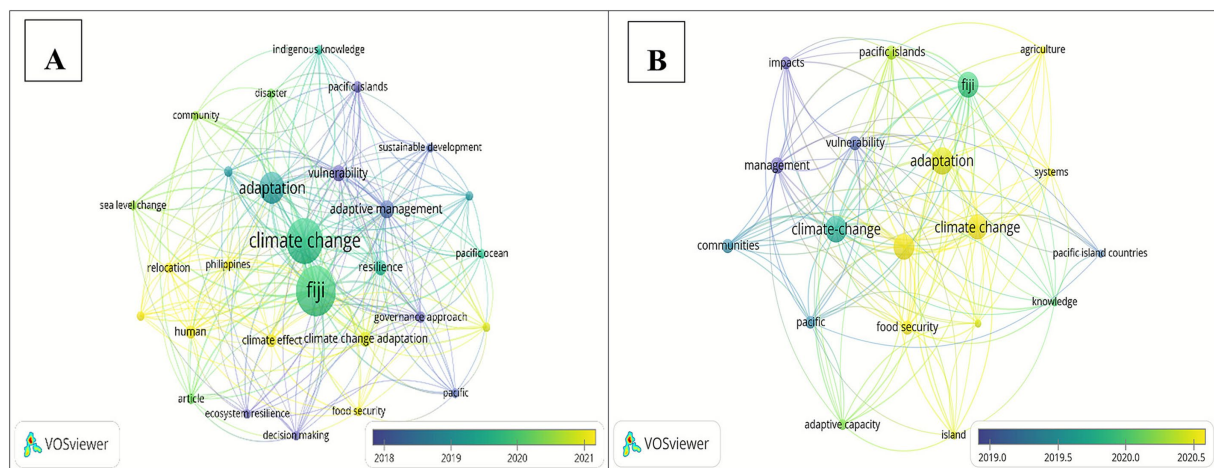 A
indigenous knowledge
pacific islands
disaster
community
sustainable development
vulnerability
adaptation
adaptive management
sea level change
climate change
pacific ocean
relocation
philippines
resilience
fiji
governance approach
human
climate effect
climate change adaptation
article
pacific
ecosystem resilience
food security
decision making
VOSviewer
2018 2019 2020 2021
B
pacific islands
agriculture
impacts
fiji
vulnerability
management
adaptation
systems
climate-change
climate change
communities
pacific island countries
knowledge
pacific
food security
adaptive capacity
island
VOSviewer
2019.0 2019.5 2020.0 2020.5